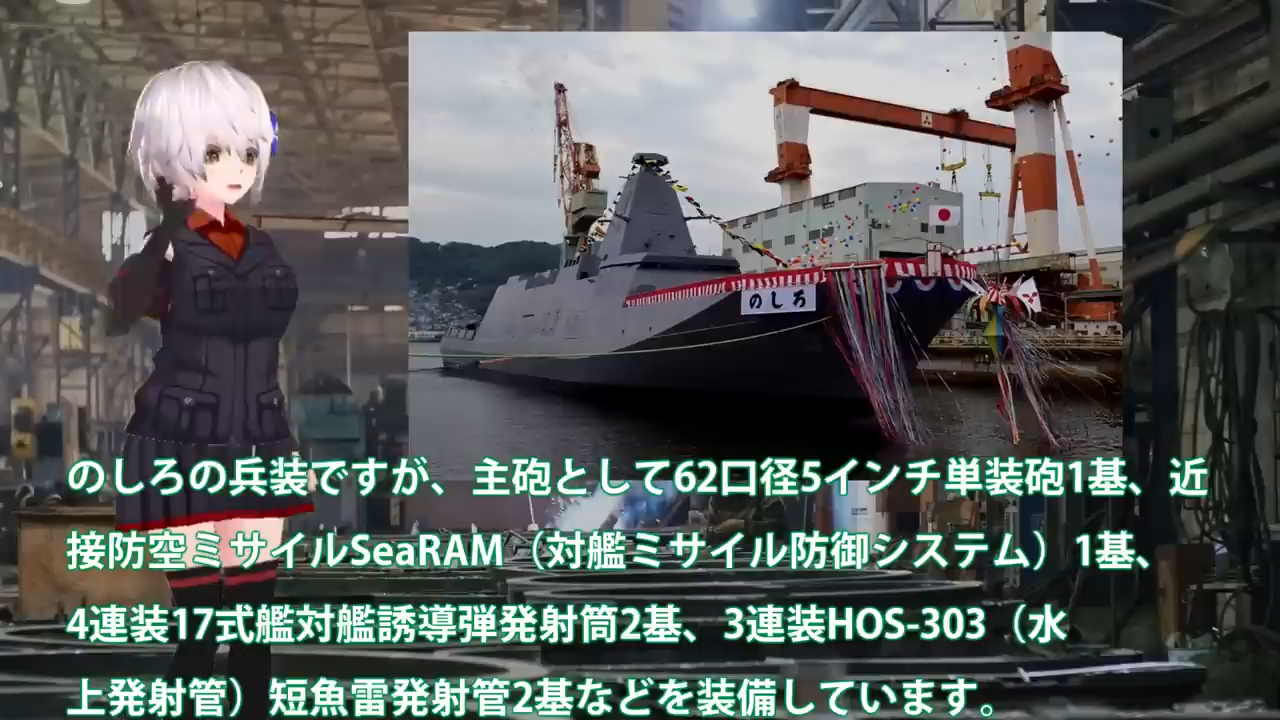 のしろ
のしろの兵装ですが、主砲として62口径5インチ単装砲1基、近
接防空ミサイルSeaRAM（対艦ミサイル防御システム）1基、
4連装17式艦対艦誘導弾発射筒2基、3連装HOS-303（水
上発射管）短魚雷発射管2基などを装備しています。